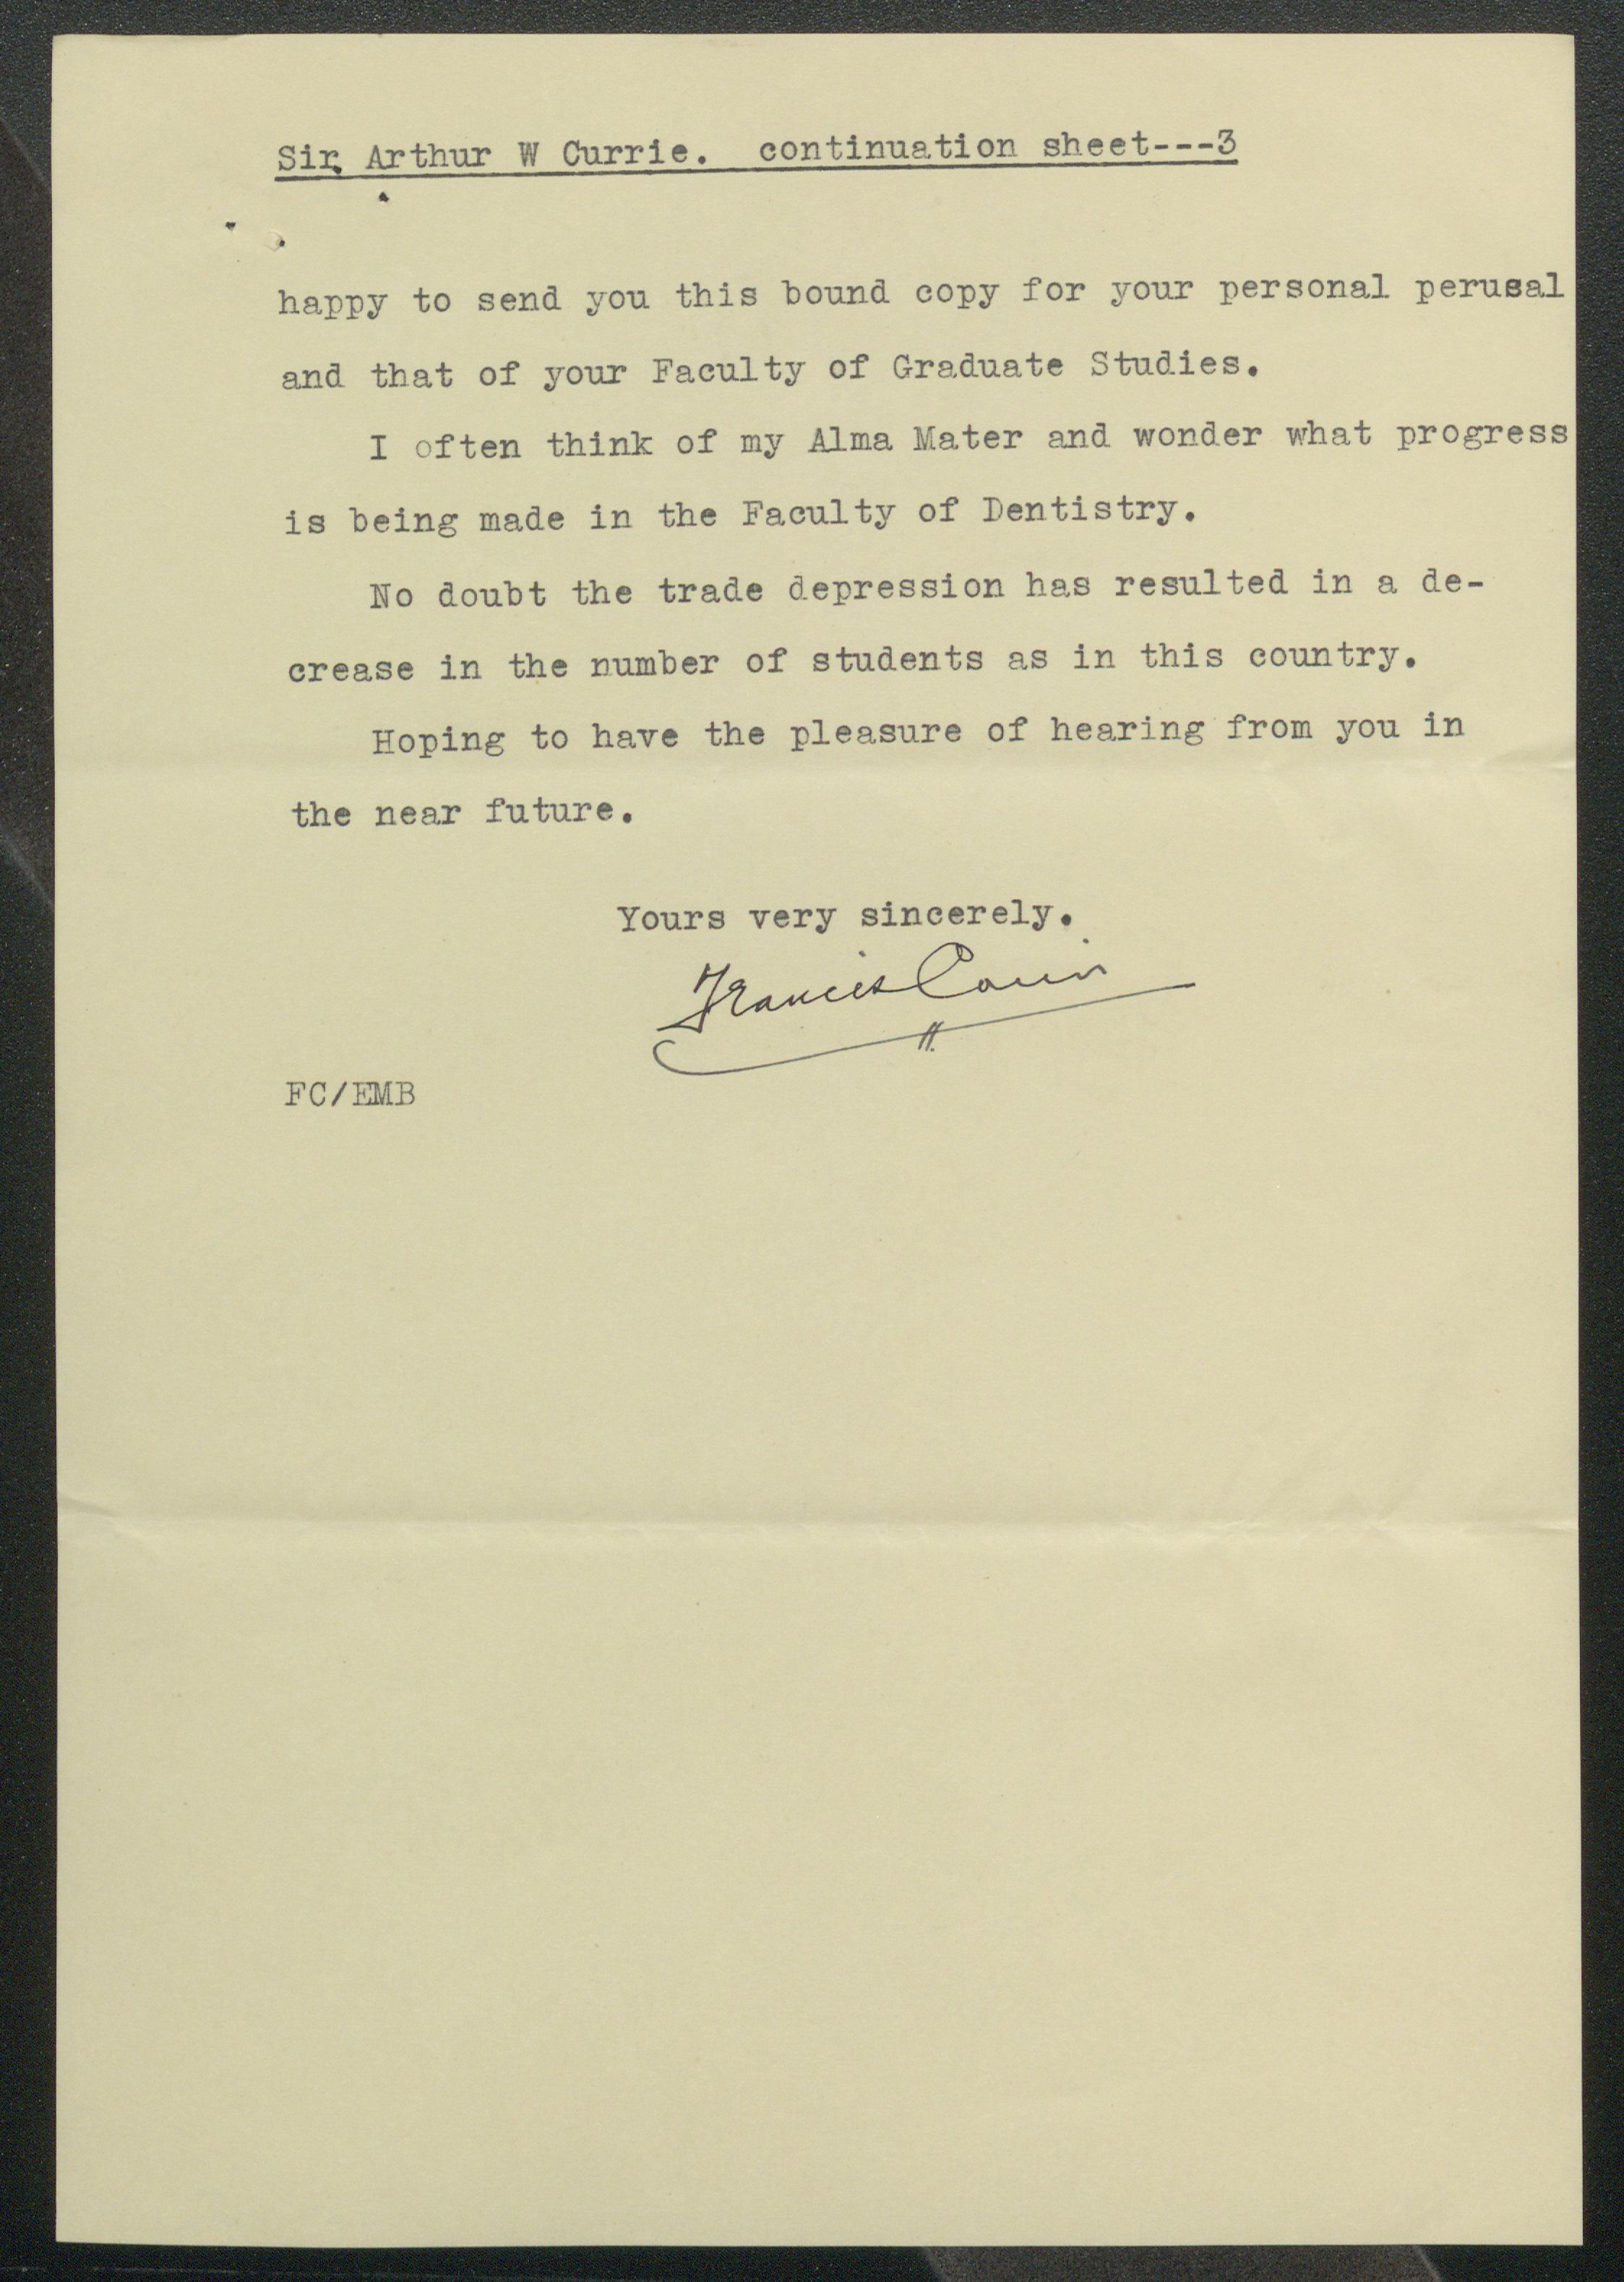 Sir. Arthur W Currie. continuation sheet---3
happy to send you this bound copy for your personal perusal
and that of your Faculty of Graduate Studies.
I often think of my Alma Mater and wonder what progress
is being made in the Faculty of Dentistry.
No doubt the trade depression has resulted in a de-
crease in the number of students as in this country.
Hoping to have the pleasure of hearing from you in
the near future.
Yours very sincerely.
Francis
FC/EMB